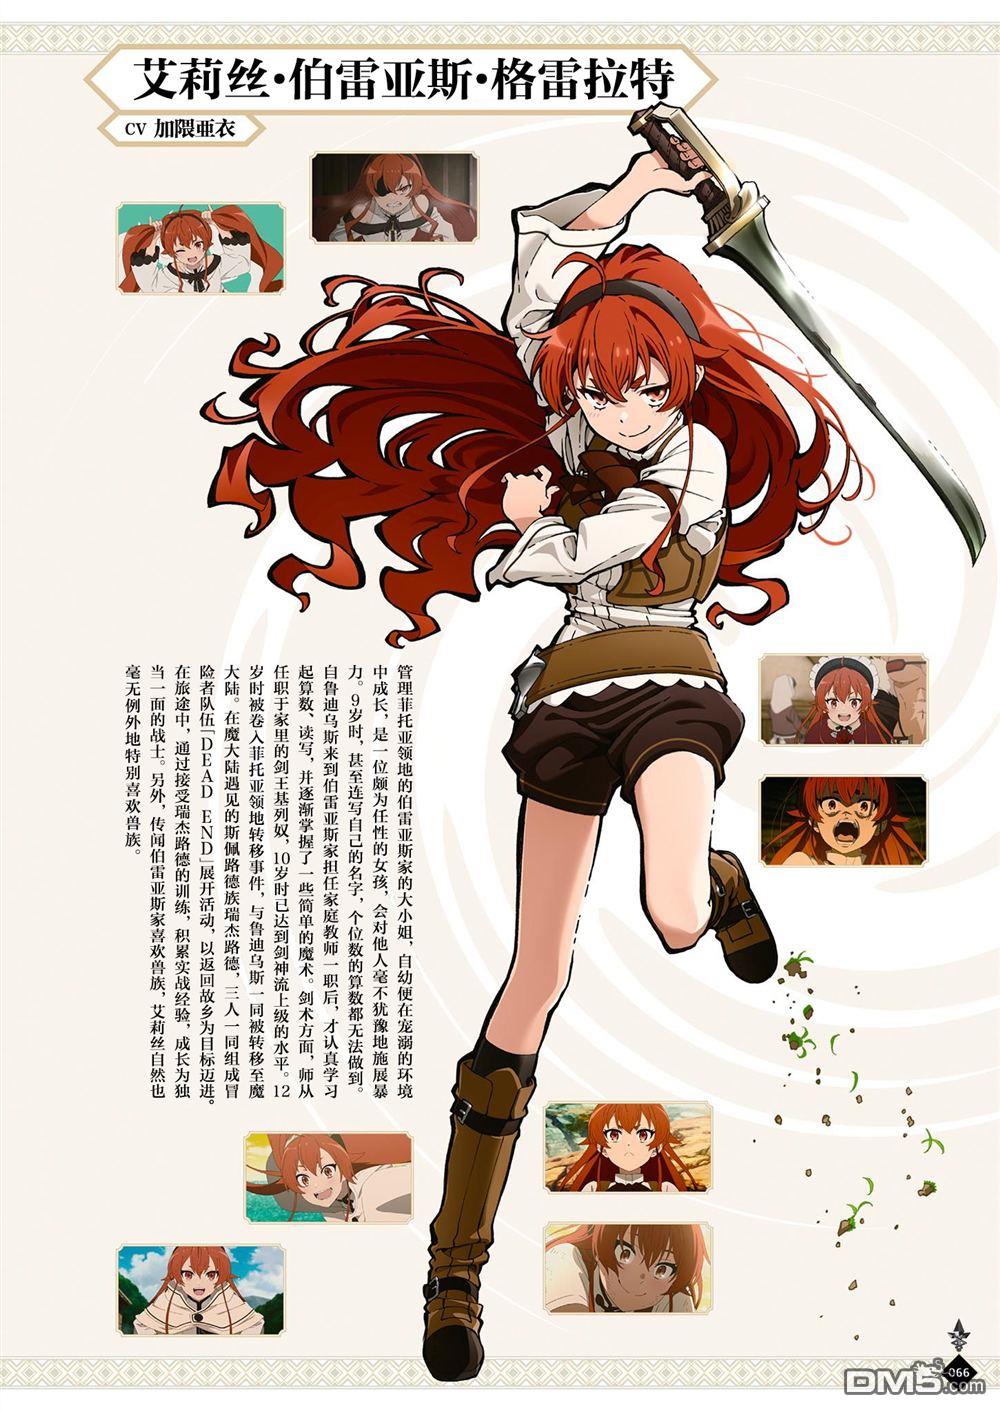 艾莉丝·伯雷亚斯·格雷拉特
CV 加隈亜衣
管理菲托亚领地的伯雷亚斯家的大小姐，自幼便在宠溺的环境
中成长，是一位颇为任性的女孩，会对他人毫不犹豫地施展暴
力。9岁时，甚至连写自己的名字，个位数的算数都无法做到。
自鲁迪乌斯来到伯雷亚斯家担任家庭教师一职后，才认真学习
起算数、读写，并逐渐掌握了一些简单的魔术。剑术方面，师从
任职于家里的剑王基列奴，10岁时已达到剑神流上级的水平。12
岁时被卷入菲托亚领地转移事件，与鲁迪乌斯一同被转移至魔
大陆。在魔大陆遇见的斯佩路德族瑞杰路德，三人一同组成冒
险者队伍「DEAD END」展开活动，以返回故乡为目标迈进。
在旅途中，通过接受瑞杰路德的训练，积累实战经验，成长为独
当一面的战士。另外，传闻伯雷亚斯家喜欢兽族，艾莉丝自然也
毫无例外地特别喜欢兽族。
066
DM5.com